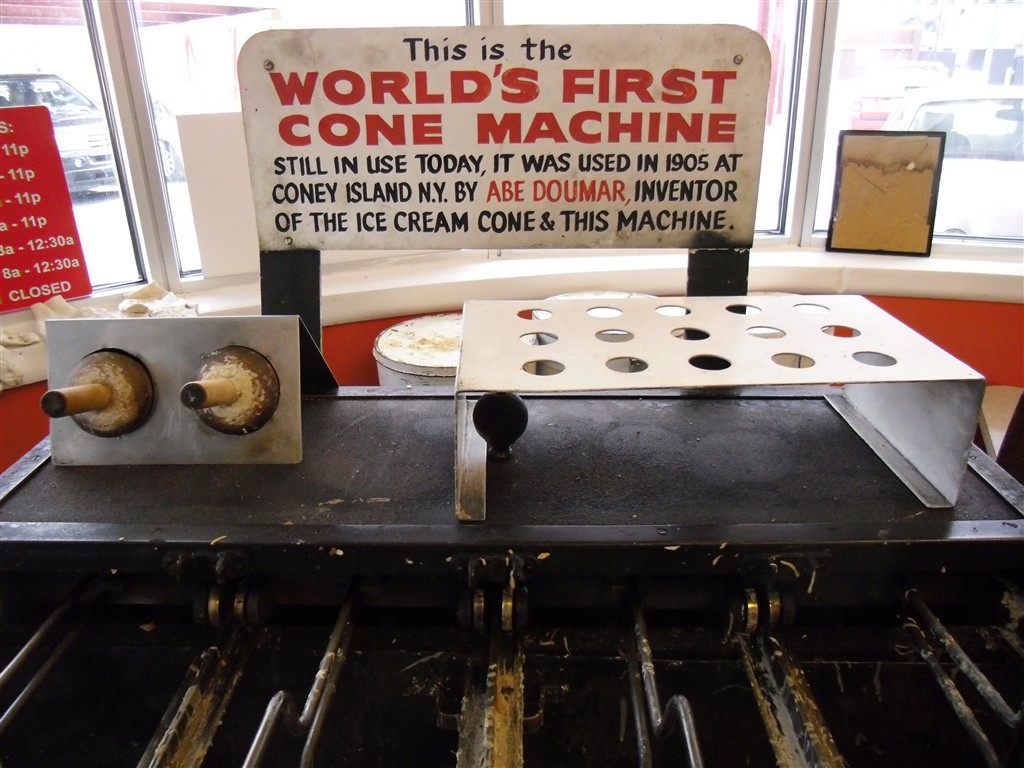 This is the
WORLD'S FIRST
CONE MACHINE
STILL IN USE TODAY, IT WAS USED IN 1905 AT
CONEY ISLAND N.Y. BY ABE DOUMAR, INVENTOR
OF THE ICE CREAM CONE & THIS MACHINE.
S:
11p
- 11p
- 11p
a - 11p
8a - 12:30a
8a - 12:30a
CLOSED